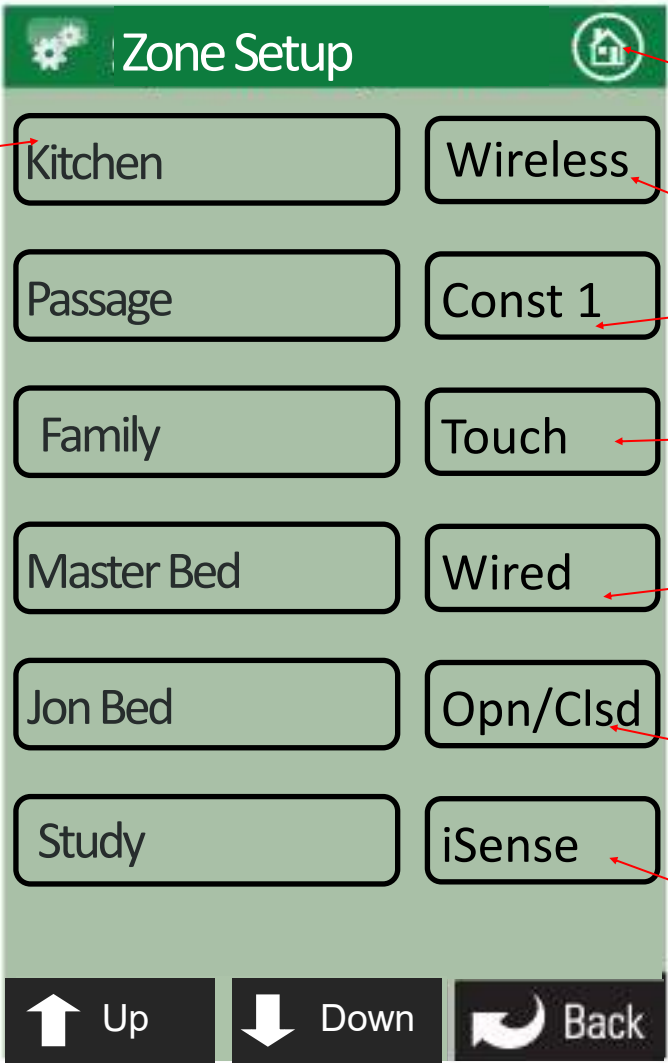 Zone Setup
Kitchen Wireless
Passage Const 1
Family Touch
Master Bed Wired
Jon Bed Opn/Clsd
Study iSense
Up Down Back